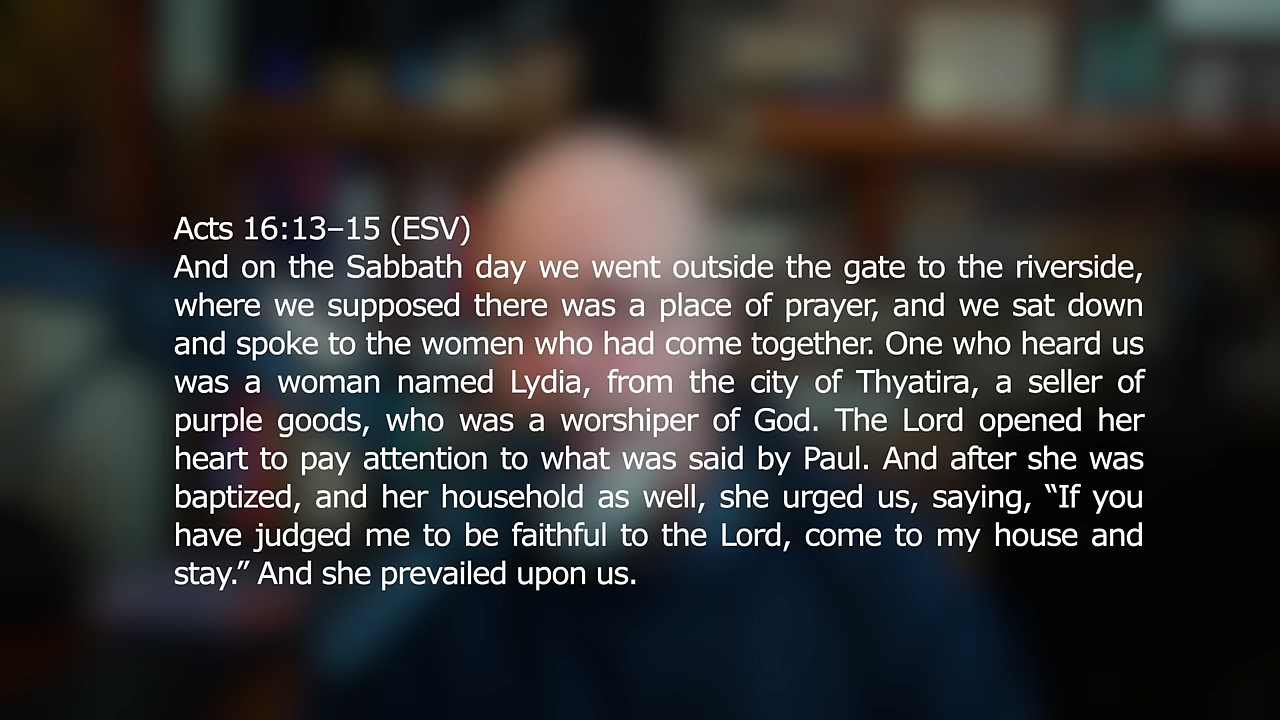 Acts 16:13–15 (ESV)
And on the Sabbath day we went outside the gate to the riverside,
where we supposed there was a place of prayer, and we sat down
and spoke to the women who had come together. One who heard us
was a woman named Lydia, from the city of Thyatira, a seller of
purple goods, who was a worshiper of God. The Lord opened her
heart to pay attention to what was said by Paul. And after she was
baptized, and her household as well, she urged us, saying, “If you
have judged me to be faithful to the Lord, come to my house and
stay.” And she prevailed upon us.